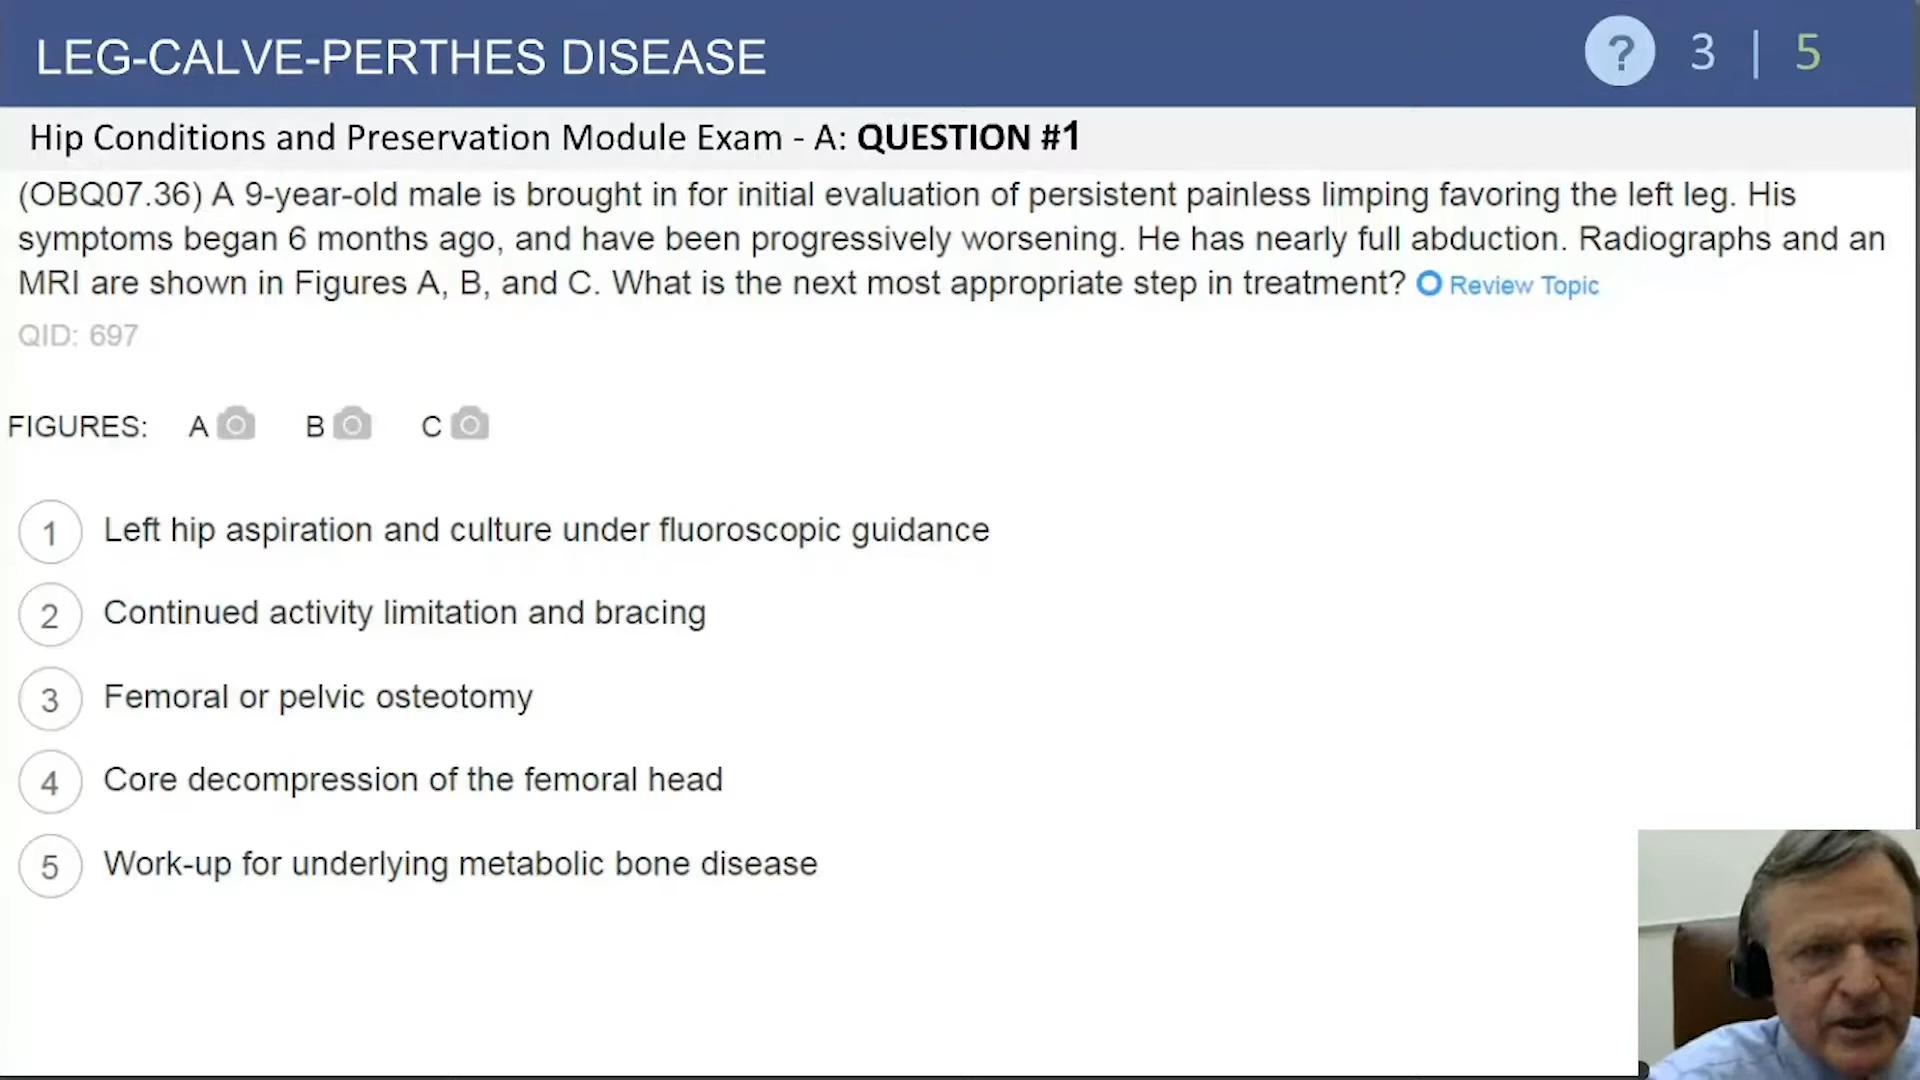 LEG-CALVE-PERTHES DISEASE
? 3 | 5
Hip Conditions and Preservation Module Exam - A: QUESTION #1
(OBQ07.36) A 9-year-old male is brought in for initial evaluation of persistent painless limping favoring the left leg. His
symptoms began 6 months ago, and have been progressively worsening. He has nearly full abduction. Radiographs and an
MRI are shown in Figures A, B, and C. What is the next most appropriate step in treatment? Review Topic
QID: 697
FIGURES: A B C
1 Left hip aspiration and culture under fluoroscopic guidance
2 Continued activity limitation and bracing
3 Femoral or pelvic osteotomy
4 Core decompression of the femoral head
5 Work-up for underlying metabolic bone disease